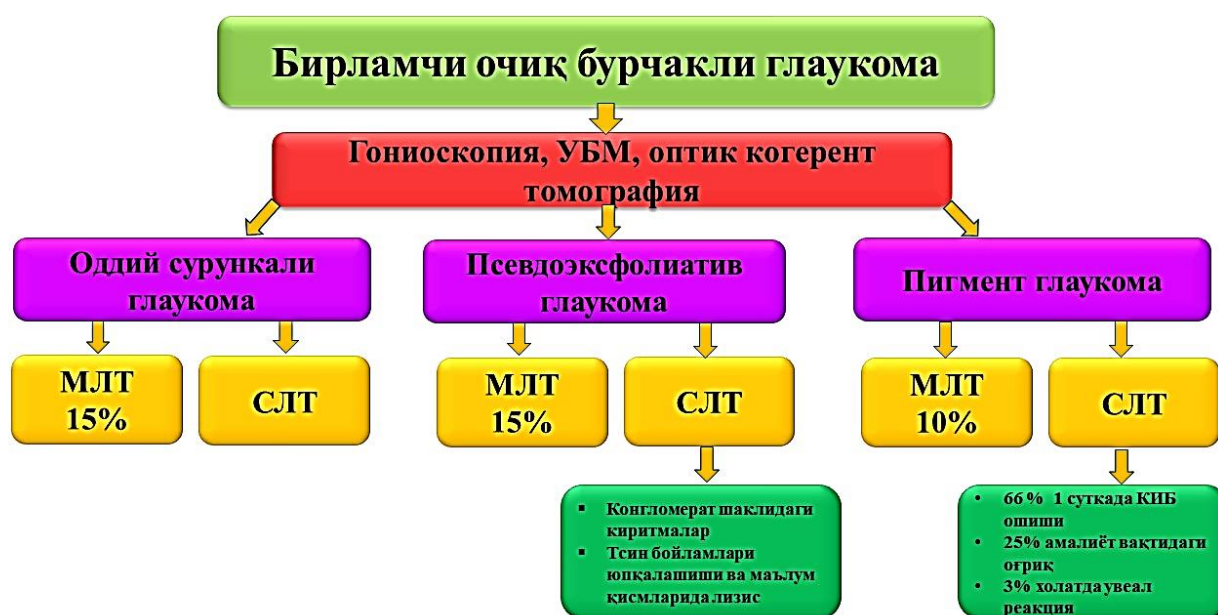 Бирламчи очиқ бурчакли глаукома
Гониоскопия, УБМ, оптик когерент
томография
Оддий сурункали
глаукома
Псевдоэксфолиатив
глаукома
Пигмент глаукома
МЛТ
15%
СЛТ
МЛТ
15%
СЛТ
МЛТ
10%
СЛТ
▪ Конгломерат шаклидаги
киритмалар
▪ Тсин бойламлари
юпқалашиши ва маълум
қисмларида лизис
• 66 % 1 суткада КИБ
ошиши
• 25% амалиёт вақтидаги
оғриқ
• 3% холатда увеал
реакция